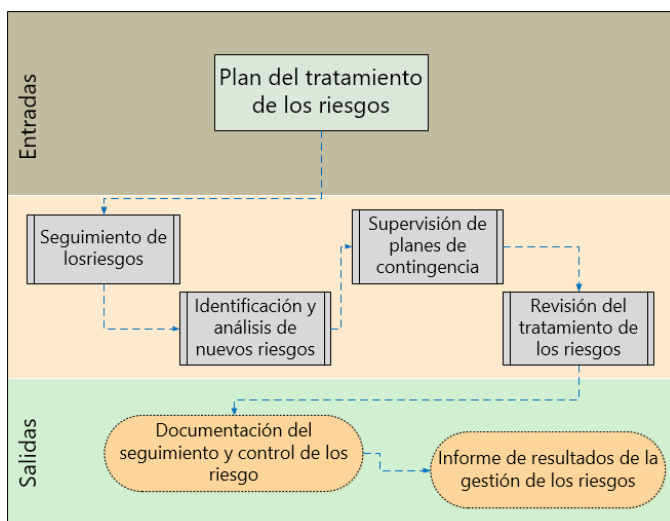 Entradas
Plan del tratamiento
de los riesgos
Seguimiento de
losriesgos
Identificación y
análisis de
nuevos riesgos
Supervisión de
planes de
contingencia
Revisión del
tratamiento de
los riesgos
Salidas
Documentación del
seguimiento y control de los
riesgo
Informe de resultados de la
gestión de los riesgos